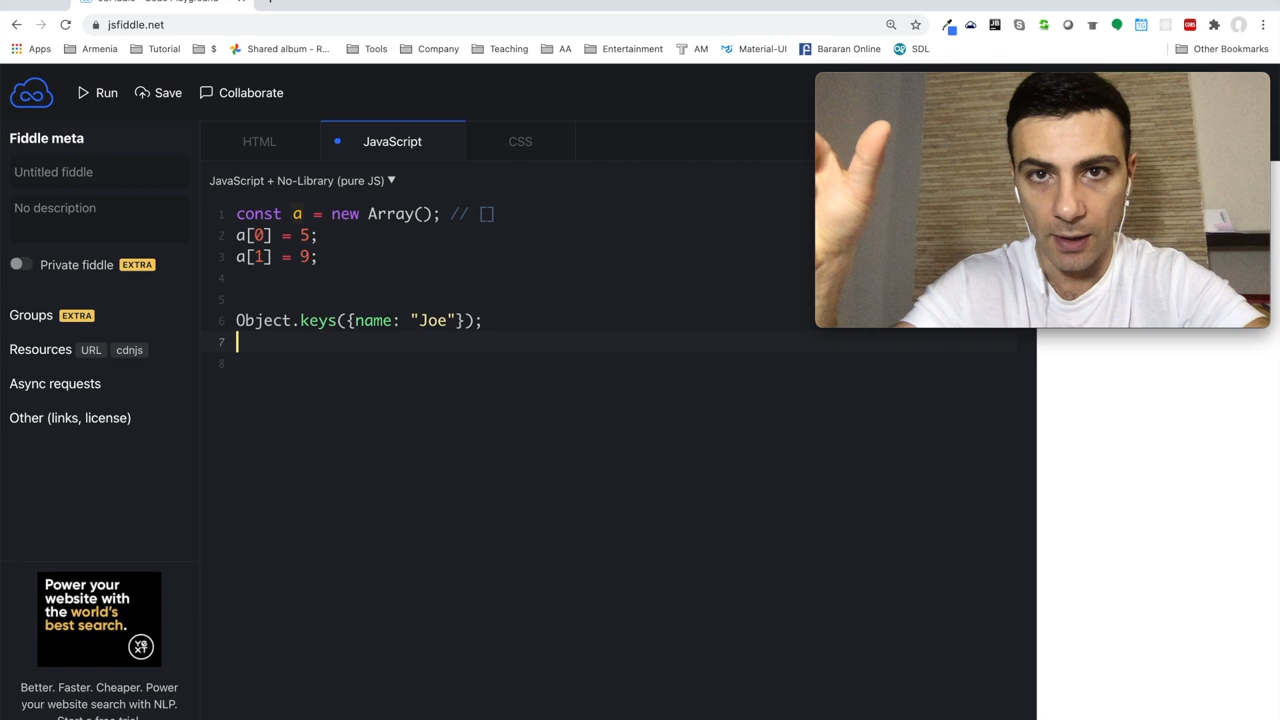 jsfiddle.net
Apps
Armenia
Tutorial
$
Shared album - R...
Tools
Company
Teaching
AA
Entertainment
AM
Material-UI
Bararan Online
SDL
Other Bookmarks
Run
Save
Collaborate
Fiddle meta
Untitled fiddle
No description
Private fiddle EXTRA
Groups EXTRA
Resources URL cdnjs
Async requests
Other (links, license)
HTML
JavaScript
CSS
JavaScript + No-Library (pure JS) ▼
1 const a = new Array(); // []
2 a[0] = 5;
3 a[1] = 9;
4
5
6 Object.keys({name: "Joe"});
7
8
Power your
website with
the world's
best search.
yext
Better. Faster. Cheaper. Power
your website search with NLP.
Start a free trial